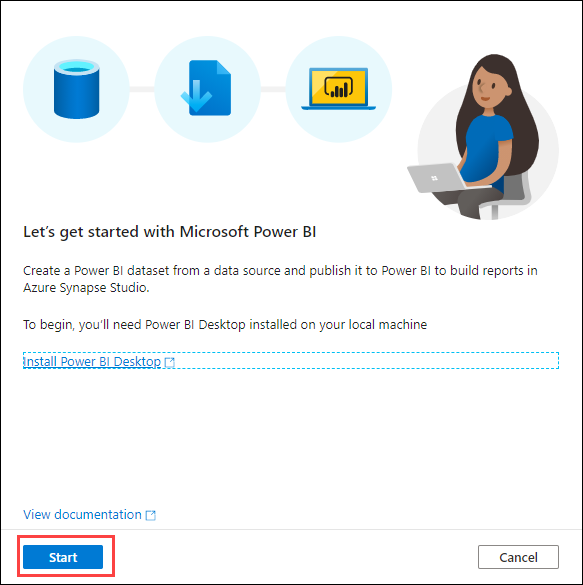 Let's get started with Microsoft Power BI
Create a Power BI dataset from a data source and publish it to Power BI to build reports in
Azure Synapse Studio.
To begin, you'll need Power BI Desktop installed on your local machine
Install Power BI Desktop
View documentation
Start
Cancel